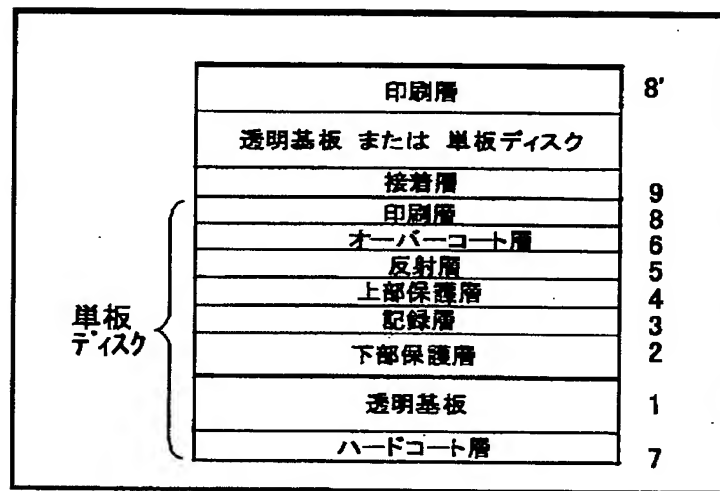 印刷層 8'
透明基板 または 単板ディスク
接着層 9
印刷層 8
オーバーコート層 6
反射層 5
上部保護層 4
記録層 3
下部保護層 2
透明基板 1
ハードコート層 7
単板
ディスク